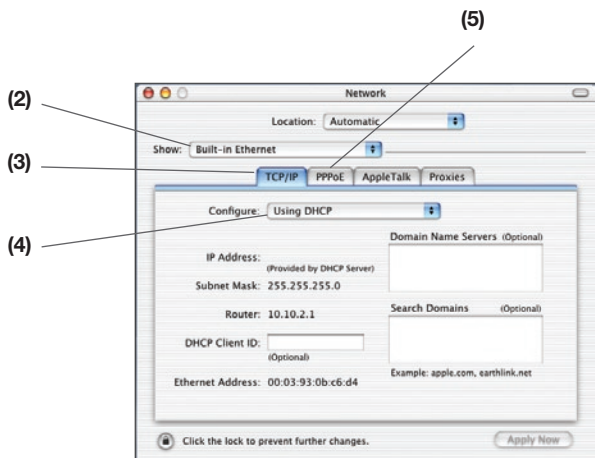 (5)
(2)
(3)
(4)
Network
Location: Automatic
Show: Built-in Ethernet
TCP/IP PPPoE AppleTalk Proxies
Configure: Using DHCP
Domain Name Servers (Optional)
IP Address:
(Provided by DHCP Server)
Subnet Mask: 255.255.255.0
Router: 10.10.2.1
Search Domains (Optional)
DHCP Client ID:
(Optional)
Example: apple.com, earthlink.net
Ethernet Address: 00:03:93:0b:c6:d4
Click the lock to prevent further changes.
Apply Now